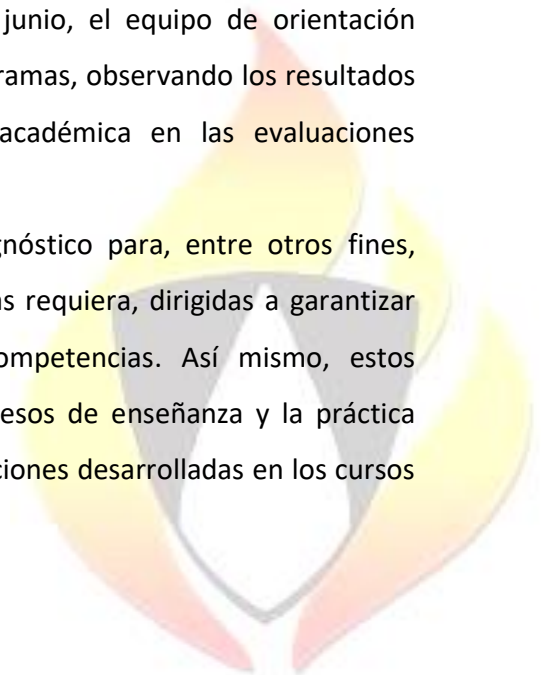 junio, el equipo de orientación
ramas, observando los resultados
académica en las evaluaciones
gnóstico para, entre otros fines,
as requiera, dirigidas a garantizar
ompetencias. Así mismo, estos
esos de enseñanza y la práctica
ciones desarrolladas en los cursos